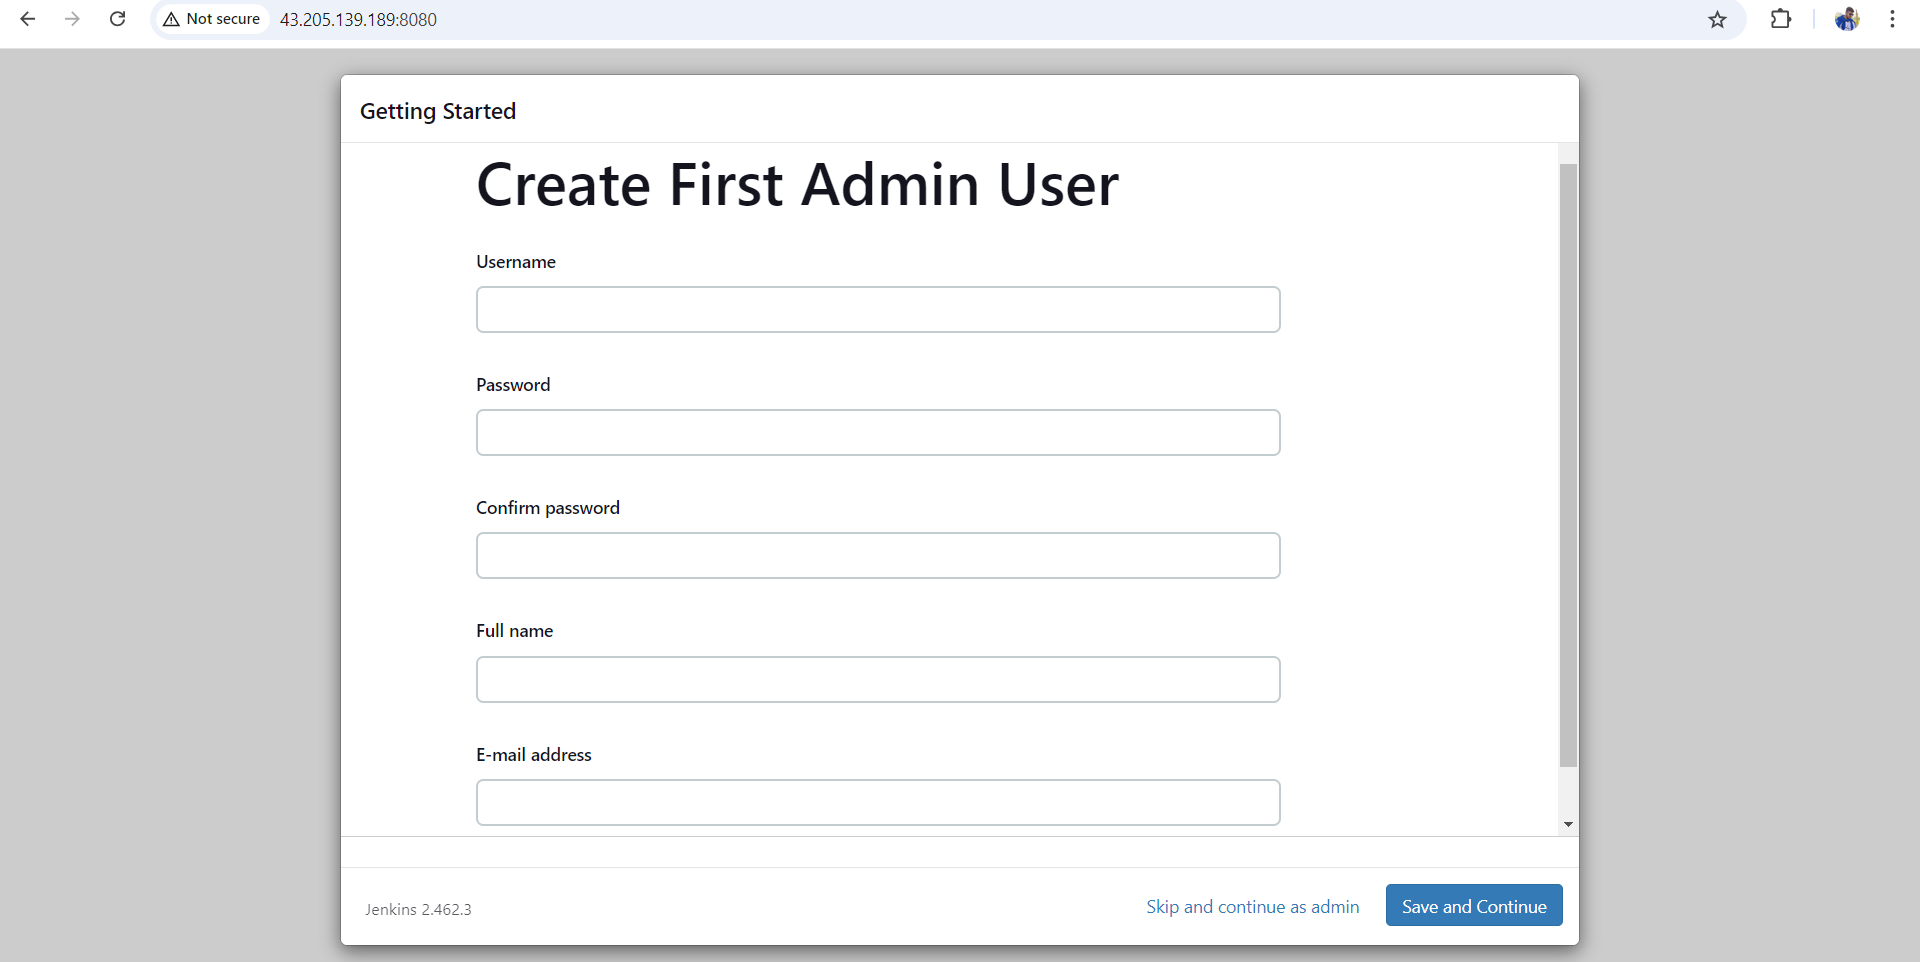 Not secure 43.205.139.189:8080
Getting Started
Create First Admin User
Username
Password
Confirm password
Full name
E-mail address
Jenkins 2.462.3
Skip and continue as admin
Save and Continue